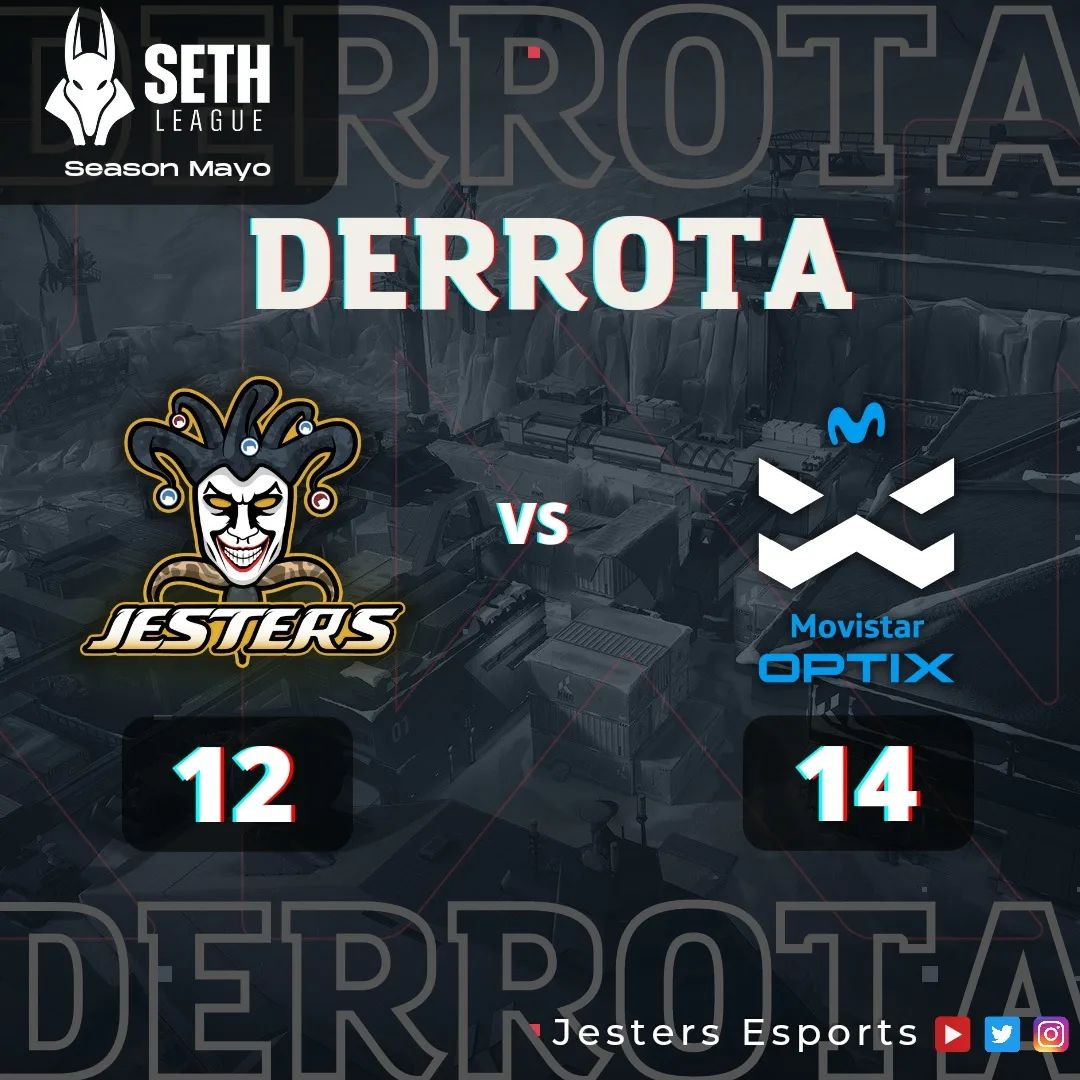 DERROTA
SETH
LEAGUE
Season Mayo
DERROTA
VS
JESTERS
Movistar
OPTIX
12
14
DERROTA
Jesters Esports